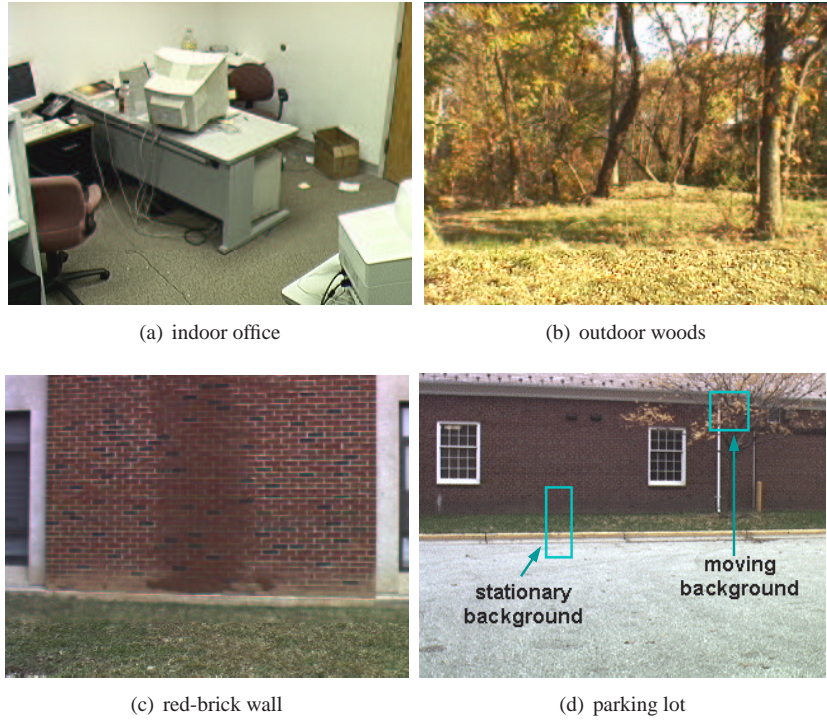 (a) indoor office
(b) outdoor woods
stationary
background
moving
background
(c) red-brick wall
(d) parking lot